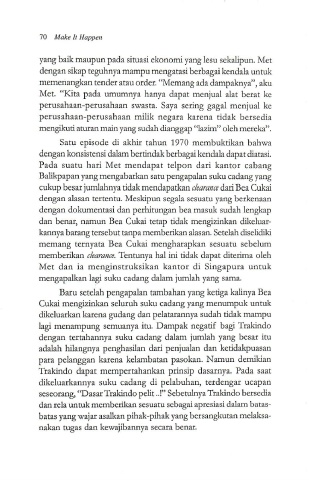 70 Make It Happen
yang baik maupun pada situasi ekonomi yang lesu sekalipun. Met
dengan sikap teguhnya mampu mengatasi berbagai kendala untuk
memenangkan tender atau order. “Memang ada dampaknya”, aku
Met. “Kita pada umumnya hanya dapat menjual alat berat ke
perusahaan-perusahaan swasta. Saya sering gagal menjual ke
perusahaan-perusahaan milik negara karena tidak bersedia
mengikuti aturan main yang sudah dianggap “lazim” oleh mereka”.
Satu episode di akhir tahun 1970 membuktikan bahwa
dengan konsistensi dalam bertindak berbagai kendala dapat diatasi.
Pada suatu hari Met mendapat telpon dari kantor cabang
Balikpapan yang mengabarkan satu pengapalan suku cadang yang
cukup besar jumlahnya tidak mendapatkan clearance dari Bea Cukai
dengan alasan tertentu. Meskipun segala sesuatu yang berkenaan
dengan dokumentasi dan perhitungan bea masuk sudah lengkap
dan benar, namun Bea Cukai tetap tidak mengizinkan dikeluar-
kannya barang tersebut tanpa memberikan alasan. Setelah diselidiki
memang ternyata Bea Cukai mengharapkan sesuatu sebelum
memberikan clearance. Tentunya hal ini tidak dapat diterima oleh
Met dan ia menginstruksikan kantor di Singapura untuk
mengapalkan lagi suku cadang dalam jumlah yang sama.
Baru setelah pengapalan tambahan yang ketiga kalinya Bea
Cukai mengizinkan seluruh suku cadang yang menumpuk untuk
dikeluarkan karena gudang dan pelatarannya sudah tidak mampu
lagi menampung semuanya itu. Dampak negatif bagi Trakindo
dengan tertahannya suku cadang dalam jumlah yang besar itu
adalah hilangnya penghasilan dari penjualan dan ketidakpuasan
para pelanggan karena kelambatan pasokan. Namun demikian
Trakindo dapat mempertahankan prinsip dasarnya. Pada saat
dikeluarkannya suku cadang di pelabuhan, terdengar ucapan
seseorang, “Dasar Trakindo pelit ..!” Sebetulnya Trakindo bersedia
dan rela untuk memberikan sesuatu sebagai apresiasi dalam batas-
batas yang wajar asalkan pihak-pihak yang bersangkutan melaksa-
nakan tugas dan kewajibannya secara benar.